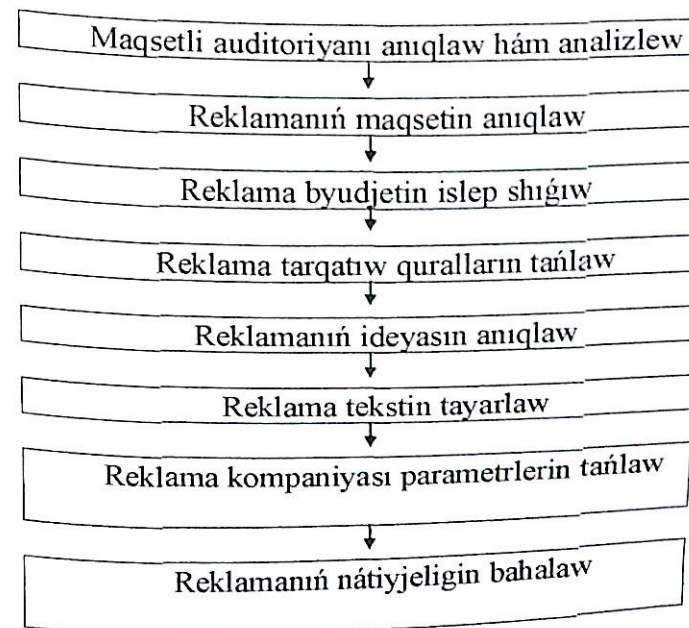 Maqsetli auditoriyanı anıqlaw hám analizlew
Reklamanıń maqsetin anıqlaw
Reklama byudjetin islep shıǵıw
Reklama tarqatıw quralların tańlaw
Reklamanıń ideyasın anıqlaw
Reklama tekstin tayarlaw
Reklama kompaniyası parametrlerin tańlaw
Reklamanıń nátiyjeligin bahalaw